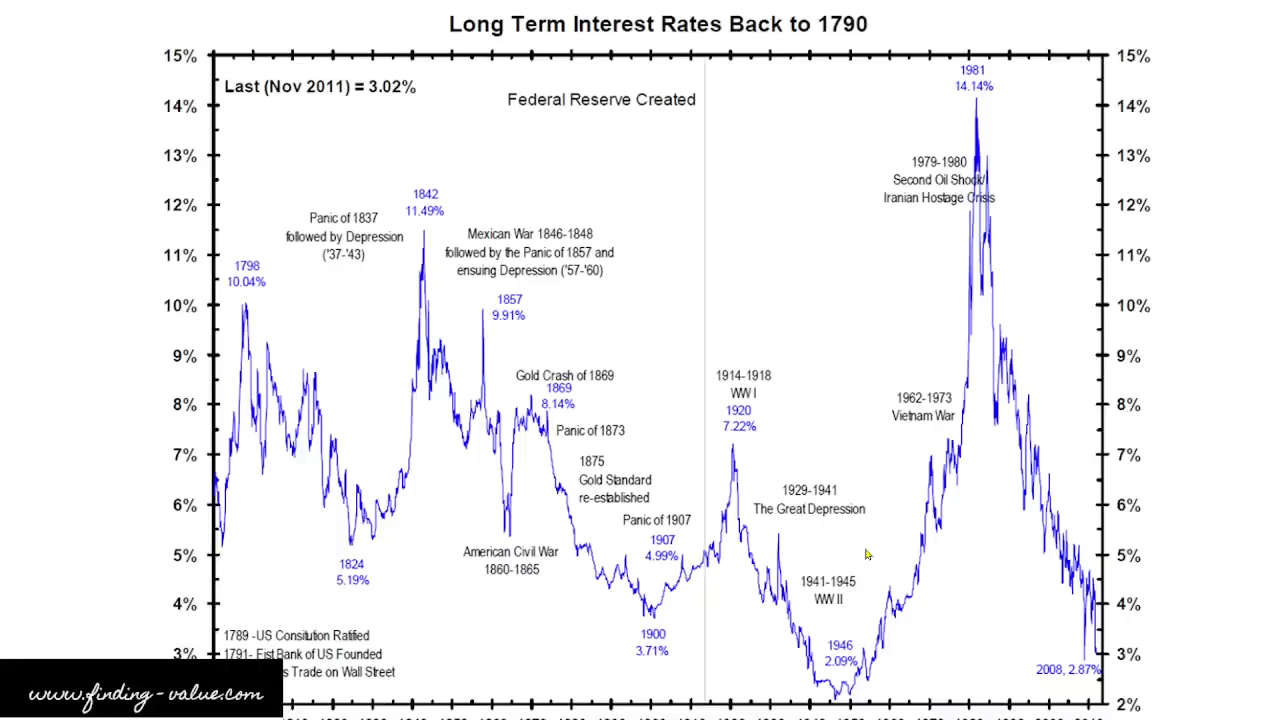 Long Term Interest Rates Back to 1790
15%
14%
13%
12%
11%
10%
9%
8%
7%
6%
5%
4%
3%
15%
14%
13%
12%
11%
10%
9%
8%
7%
6%
5%
4%
3%
2%
Last (Nov 2011) = 3.02%
Federal Reserve Created
1981
14.14%
1979-1980
Second Oil Shock/
Iranian Hostage Crisis
1842
11.49%
Panic of 1837
followed by Depression
('37-'43)
Mexican War 1846-1848
followed by the Panic of 1857 and
ensuing Depression ('57-'60)
1798
10.04%
1857
9.91%
Gold Crash of 1869
1869
8.14%
Panic of 1873
1914-1918
WW I
1920
7.22%
1962-1973
Vietnam War
1875
Gold Standard
re-established
1929-1941
The Great Depression
Panic of 1907
1907
4.99%
American Civil War
1860-1865
1824
5.19%
1941-1945
WW II
1900
3.71%
1946
2.09%
2008, 2.87%
1789 -US Consitution Ratified
1791- Fist Bank of US Founded
Trade on Wall Street
www.finding-value.com